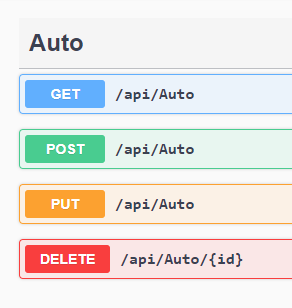 Auto
GET /api/Auto
POST /api/Auto
PUT /api/Auto
DELETE /api/Auto/{id}